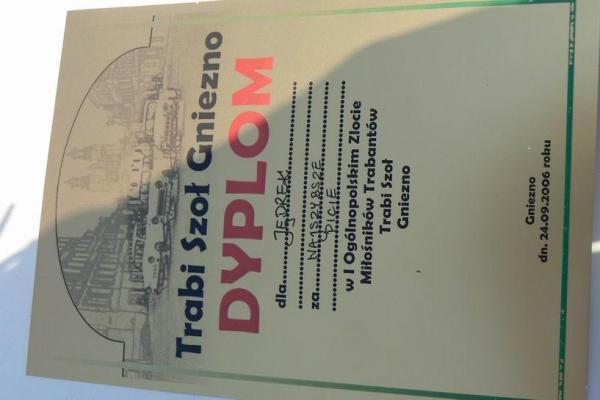 Trabi Szoł Gniezno
DYPLOM
dla JĘDREK
za NAJSZYBSZE
PICIE
w I Ogólnopolskim Zlocie
Miłośników Trabantów
Trabi Szoł
Gniezno
Gniezno
dn. 24.09.2006 roku